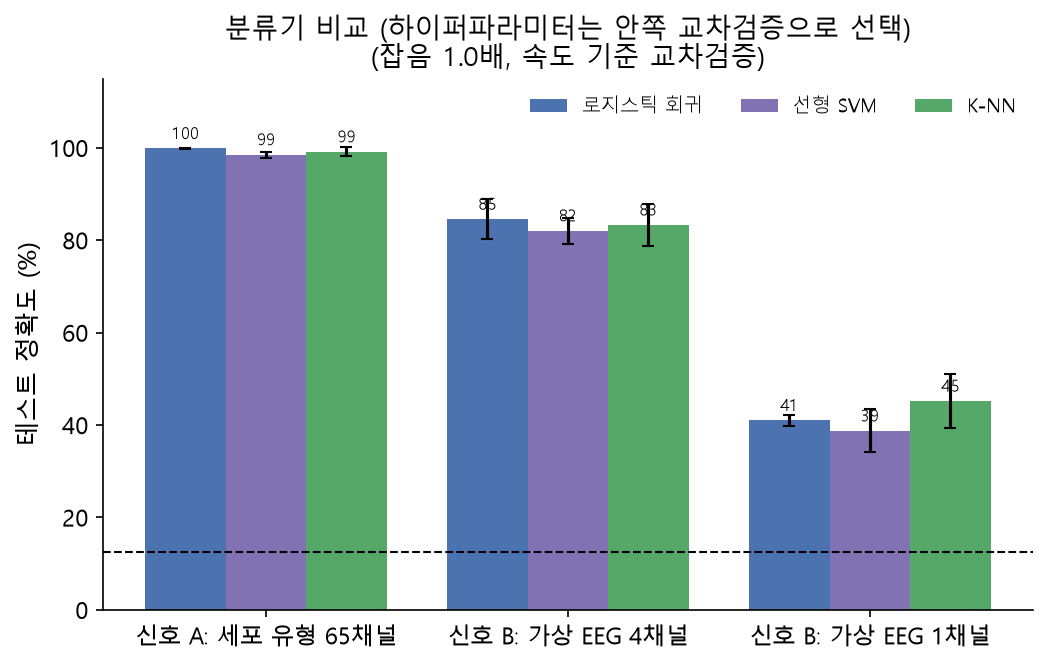 분류기 비교 (하이퍼파라미터는 안쪽 교차검증으로 선택)
(잡음 1.0배, 속도 기준 교차검증)
로지스틱 회귀 선형 SVM K-NN
테스트 정확도 (%)
100
80
60
40
20
0
100 99 99
85 82 83
41 39 45
신호 A: 세포 유형 65채널 신호 B: 가상 EEG 4채널 신호 B: 가상 EEG 1채널